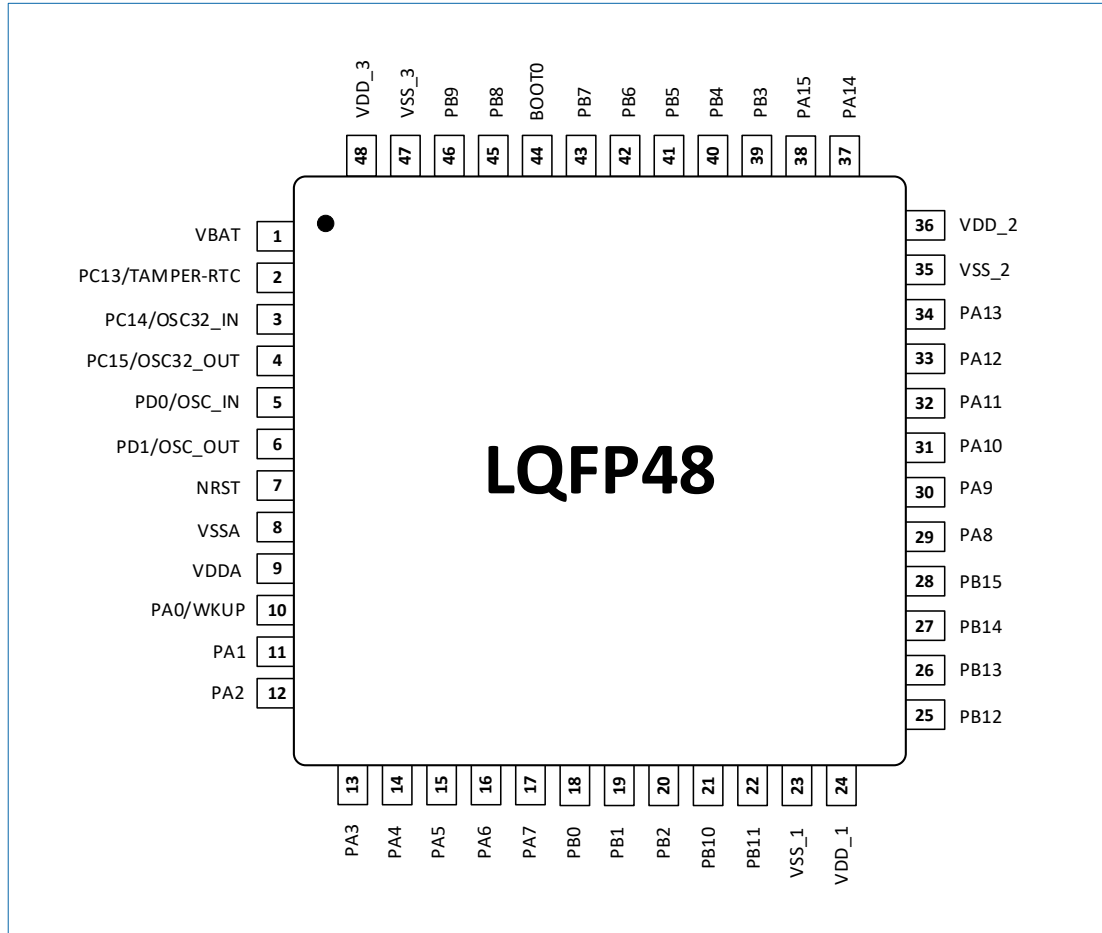 VDD_3
VSS_3
PB9
PB8
BOOT0
PB7
PB6
PB5
PB4
PB3
PA15
PA14
48
47
46
45
44
43
42
41
40
39
38
37
VBAT 1
PC13/TAMPER-RTC 2
PC14/OSC32_IN 3
PC15/OSC32_OUT 4
PD0/OSC_IN 5
PD1/OSC_OUT 6
NRST 7
VSSA 8
VDDA 9
PA0/WKUP 10
PA1 11
PA2 12
LQFP48
36 VDD_2
35 VSS_2
34 PA13
33 PA12
32 PA11
31 PA10
30 PA9
29 PA8
28 PB15
27 PB14
26 PB13
25 PB12
13
14
15
16
17
18
19
20
21
22
23
24
PA3
PA4
PA5
PA6
PA7
PB0
PB1
PB2
PB10
PB11
VSS_1
VDD_1